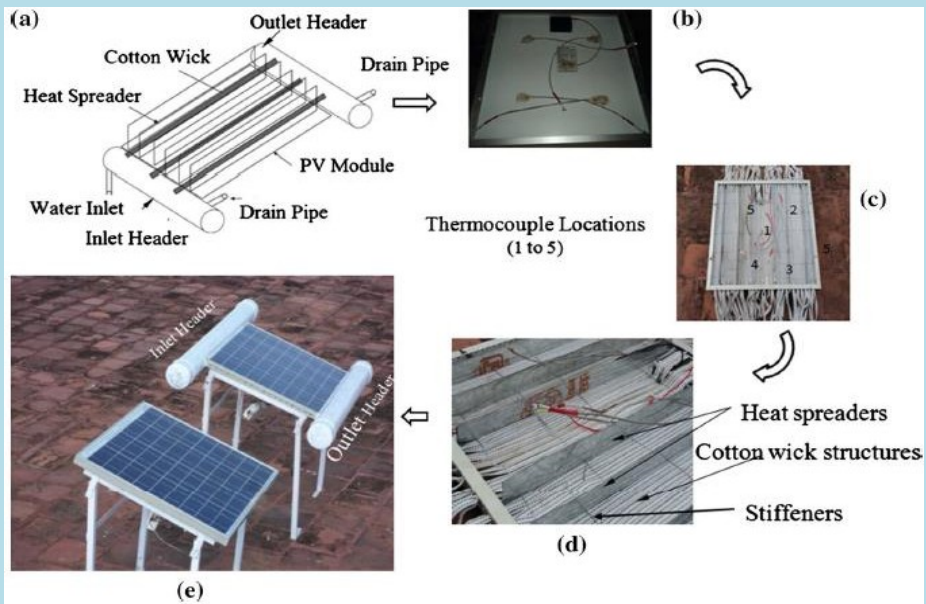 (a)
Outlet Header
Cotton Wick
Drain Pipe
Heat Spreader
PV Module
Water Inlet
Drain Pipe
Inlet Header
(b)
Thermocouple Locations
(1 to 5)
(c)
5
2
1
4
3
5
Inlet Header
Outlet Header
(e)
Heat spreaders
Cotton wick structures
Stiffeners
(d)